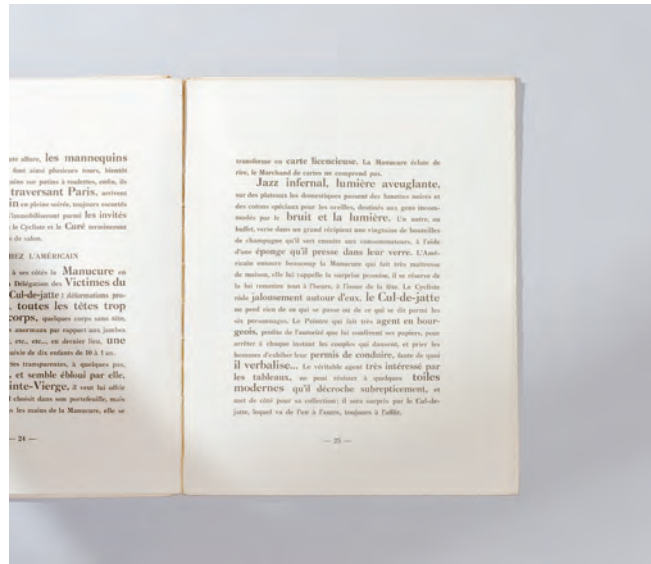 nte allure, les mannequins
font ainsi plusieurs tours, bientôt
sur patins à roulettes, enfin, ils
traversant Paris, arrivent
in en pleine soirée, toujours escortés
l'immobiliseront parmi les invités
le Cycliste et la Curé termineront
de salon.
HEZ L'AMÉRICAIN
à ses côtés la Manucure en
Délégation des Victimes du
Cul-de-jatte : déformations pro-
toutes les têtes trop
corps, quelques corps sans tête,
anormaux par rapport aux jambes
etc., etc... en dernier lieu, une
suivie de dix enfants de 10 à 1 an.
transparentes, à quelques pas,
et semble ébloui par elle,
inte-Vierge, il veut lui offrir
choisit dans son portefeuille, mais
les mains de la Manucure, elle se
— 24 —
transforme en carte licencieuse. La Manucure éclate de
rire, le Marchand de cartes ne comprend pas.
Jazz infernal, lumière aveuglante,
sur des plateaux les domestiques passent des lunettes noires et
des cotons spéciaux pour les oreilles, destinés aux gens incom-
modés par le bruit et la lumière. Un autre, au
buffet, verse dans un grand récipient une vingtaine de bouteilles
de champagne qu'il sert ensuite aux consommateurs, à l'aide
d'une éponge qu'il presse dans leur verre. L'Amé-
ricain entoure beaucoup la Manucure qui fait très maîtresse
de maison, elle lui rappelle la surprise promise, il se réserve de
la lui remettre tout à l'heure, à l'issue de la fête. Le Cycliste
rôde jalousement autour d'eux, le Cul-de-jatte
ne perd rien de ce qui se passe ou de ce qui se dit parmi les
six personnages. Le Peintre qui fait très agent en bour-
geois, profite de l'autorité que lui confèrent ses papiers, pour
arrêter à chaque instant les couples qui dansent, et prier les
hommes d'exhiber leur permis de conduire, faute de quoi
il verbalise... Le véritable agent très intéressé par
les tableaux, ne peut résister à quelques toiles
modernes qu'il décroche subrepticement, et
met de côté pour sa collection; il sera surpris par le Cul-de-
jatte, lequel va de l'un à l'autre, toujours à l'affût.
— 25 —